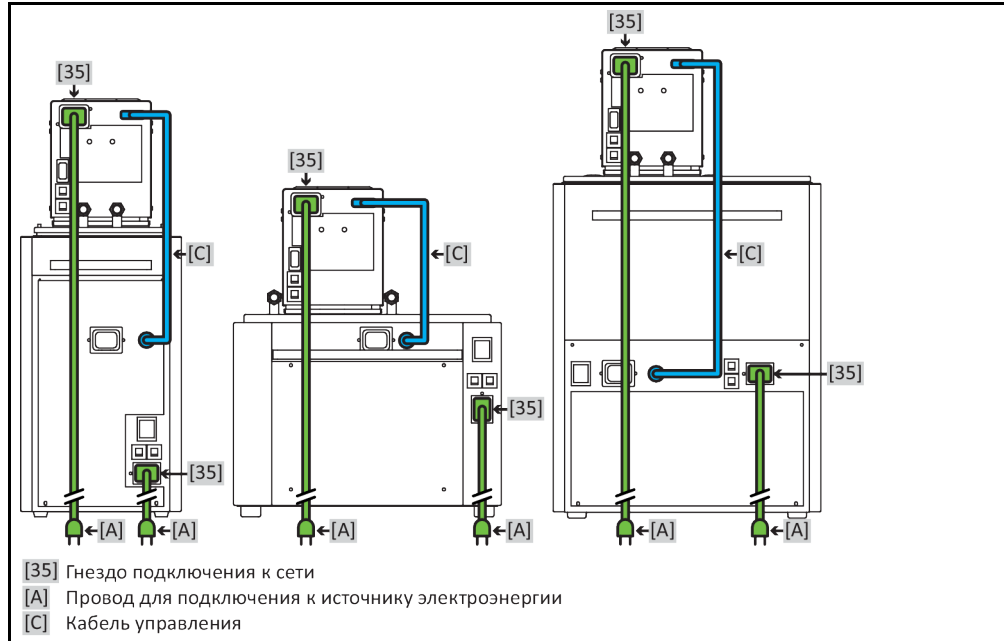 [35]
[35]
[35]
[C]
[C]
[C]
[35]
[35]
[35]
[A]
[A]
[A]
[A]
[A]
[A]
[35] Гнездо подключения к сети
[A] Провод для подключения к источнику электроэнергии
[C] Кабель управления